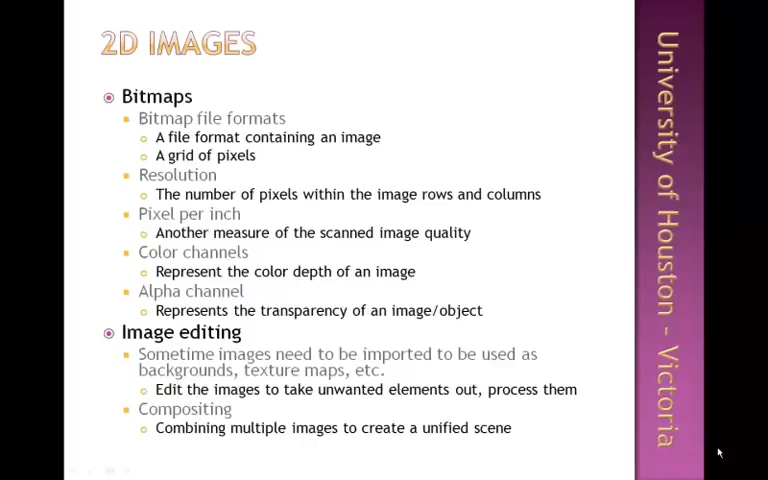 2D IMAGES
Bitmaps
Bitmap file formats
A file format containing an image
A grid of pixels
Resolution
The number of pixels within the image rows and columns
Pixel per inch
Another measure of the scanned image quality
Color channels
Represent the color depth of an image
Alpha channel
Represents the transparency of an image/object
Image editing
Sometime images need to be imported to be used as
backgrounds, texture maps, etc.
Edit the images to take unwanted elements out, process them
Compositing
Combining multiple images to create a unified scene
University of Houston - Victoria